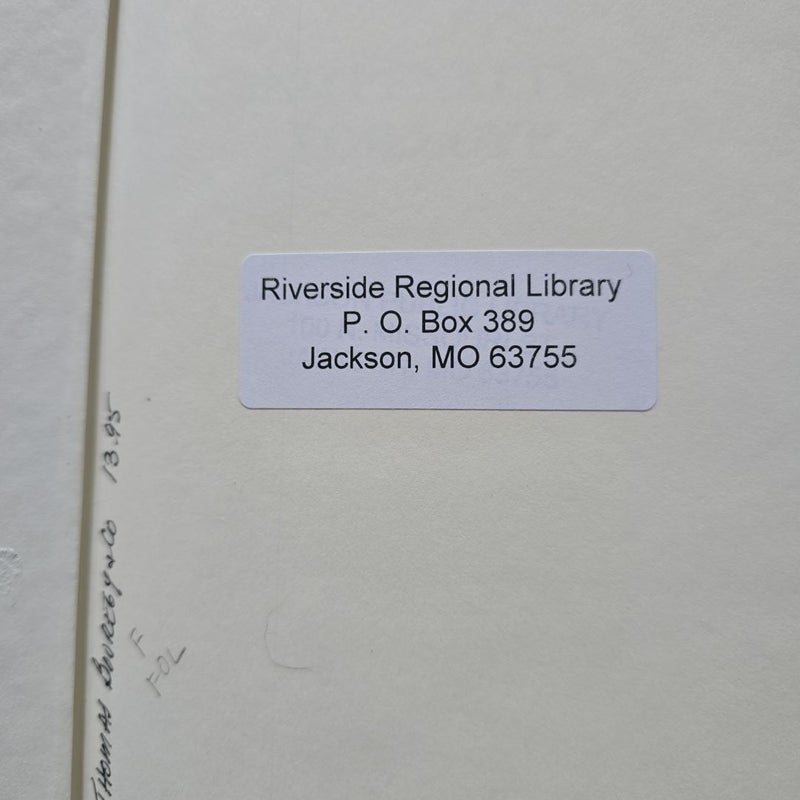 Riverside Regional Library
P. O. Box 389
Jackson, MO 63755
THOMAS BOUREGY & CO 13.95
F
FOL